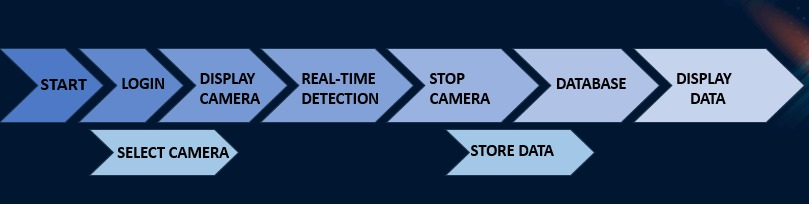 START
LOGIN
DISPLAY
CAMERA
REAL-TIME
DETECTION
STOP
CAMERA
DATABASE
DISPLAY
DATA
SELECT CAMERA
STORE DATA